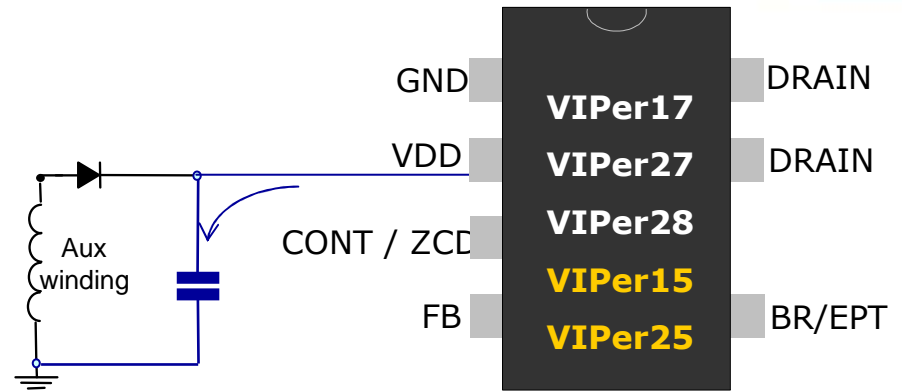 GND
VDD
CONT / ZCD
FB
Aux
winding
VIPer17
VIPer27
VIPer28
VIPer15
VIPer25
DRAIN
DRAIN
BR/EPT